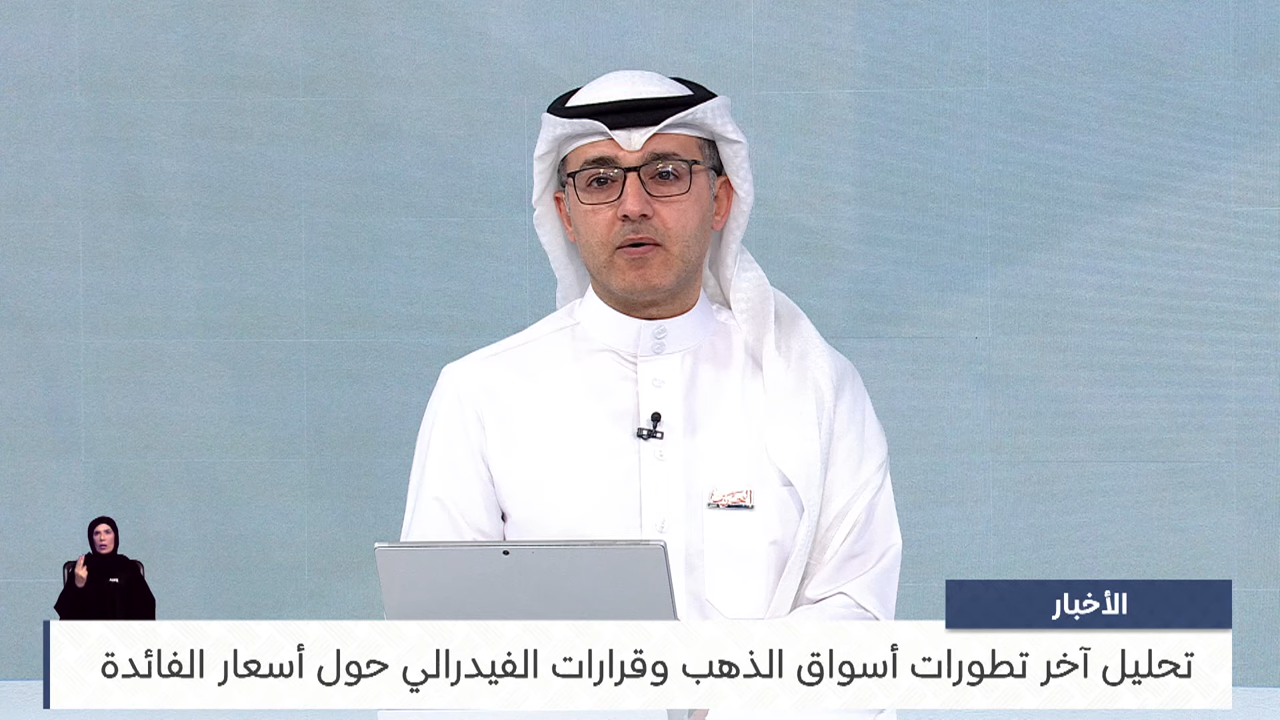 الأخبار
تحليل آخر تطورات أسواق الذهب وقرارات الفيدرالي حول أسعار الفائدة